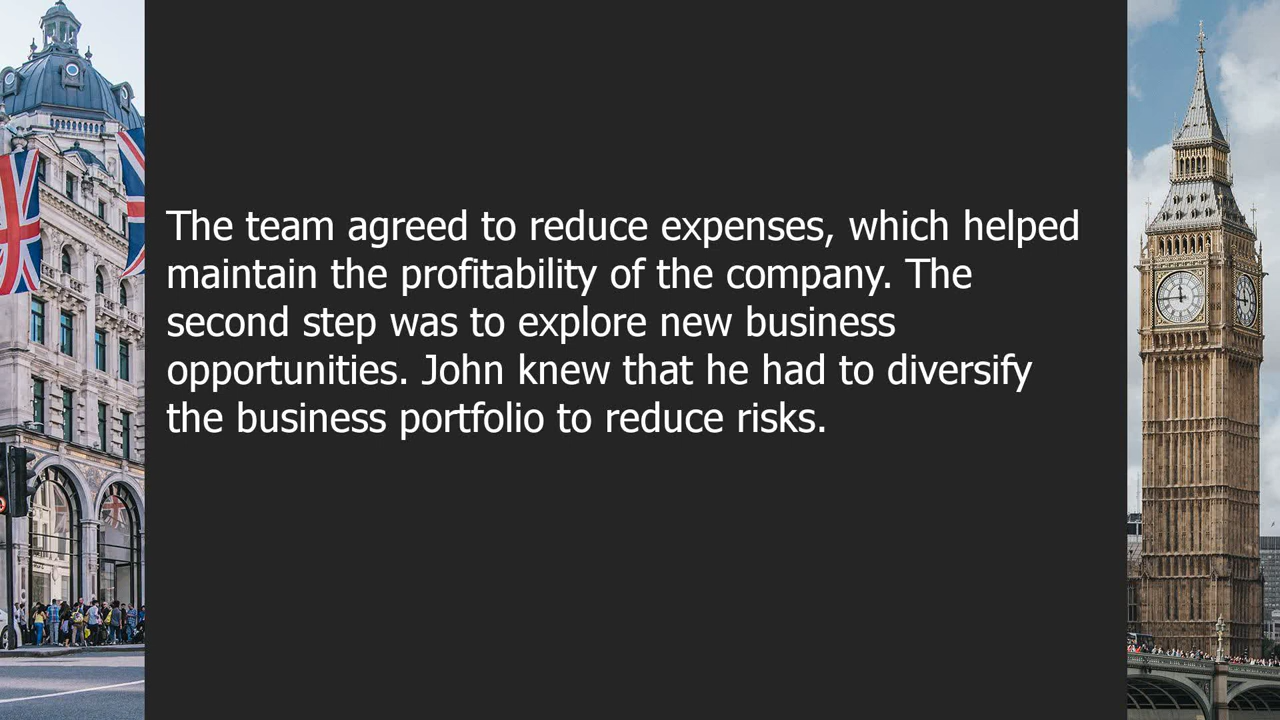 The team agreed to reduce expenses, which helped
maintain the profitability of the company. The
second step was to explore new business
opportunities. John knew that he had to diversify
the business portfolio to reduce risks.